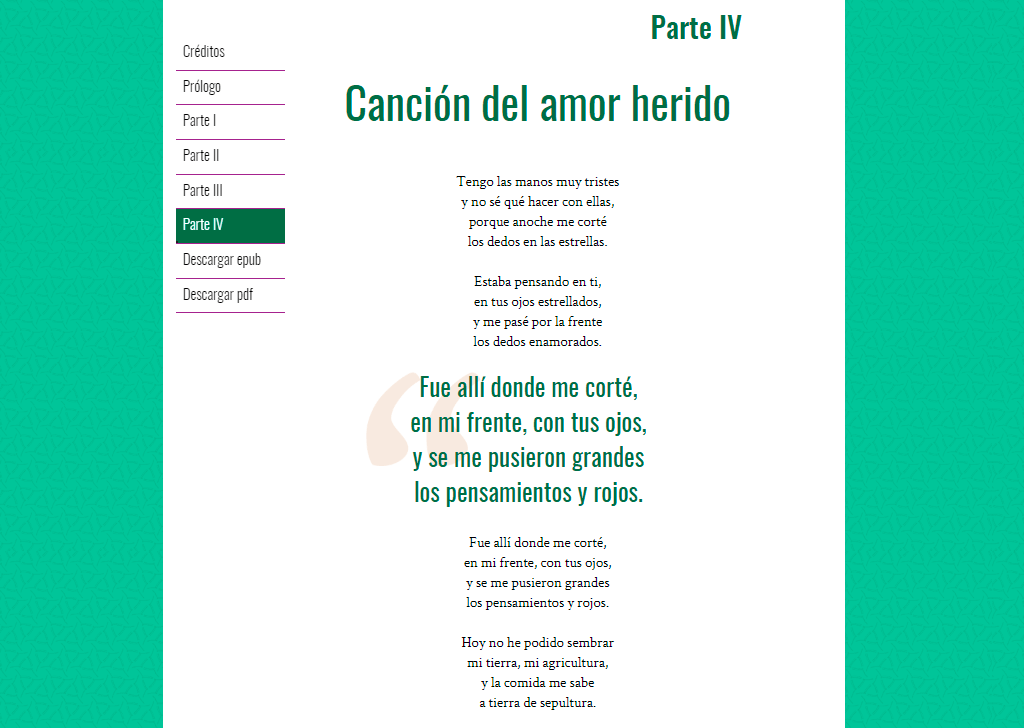 Parte IV
Créditos
Prólogo
Parte I
Parte II
Parte III
Parte IV
Descargar epub
Descargar pdf
Canción del amor herido
Tengo las manos muy tristes
y no sé qué hacer con ellas,
porque anoche me corté
los dedos en las estrellas.
Estaba pensando en ti,
en tus ojos estrellados,
y me pasé por la frente
los dedos enamorados.
“
Fue allí donde me corté,
en mi frente, con tus ojos,
y se me pusieron grandes
los pensamientos y rojos.
Fue allí donde me corté,
en mi frente, con tus ojos,
y se me pusieron grandes
los pensamientos y rojos.
Hoy no he podido sembrar
mi tierra, mi agricultura,
y la comida me sabe
a tierra de sepultura.